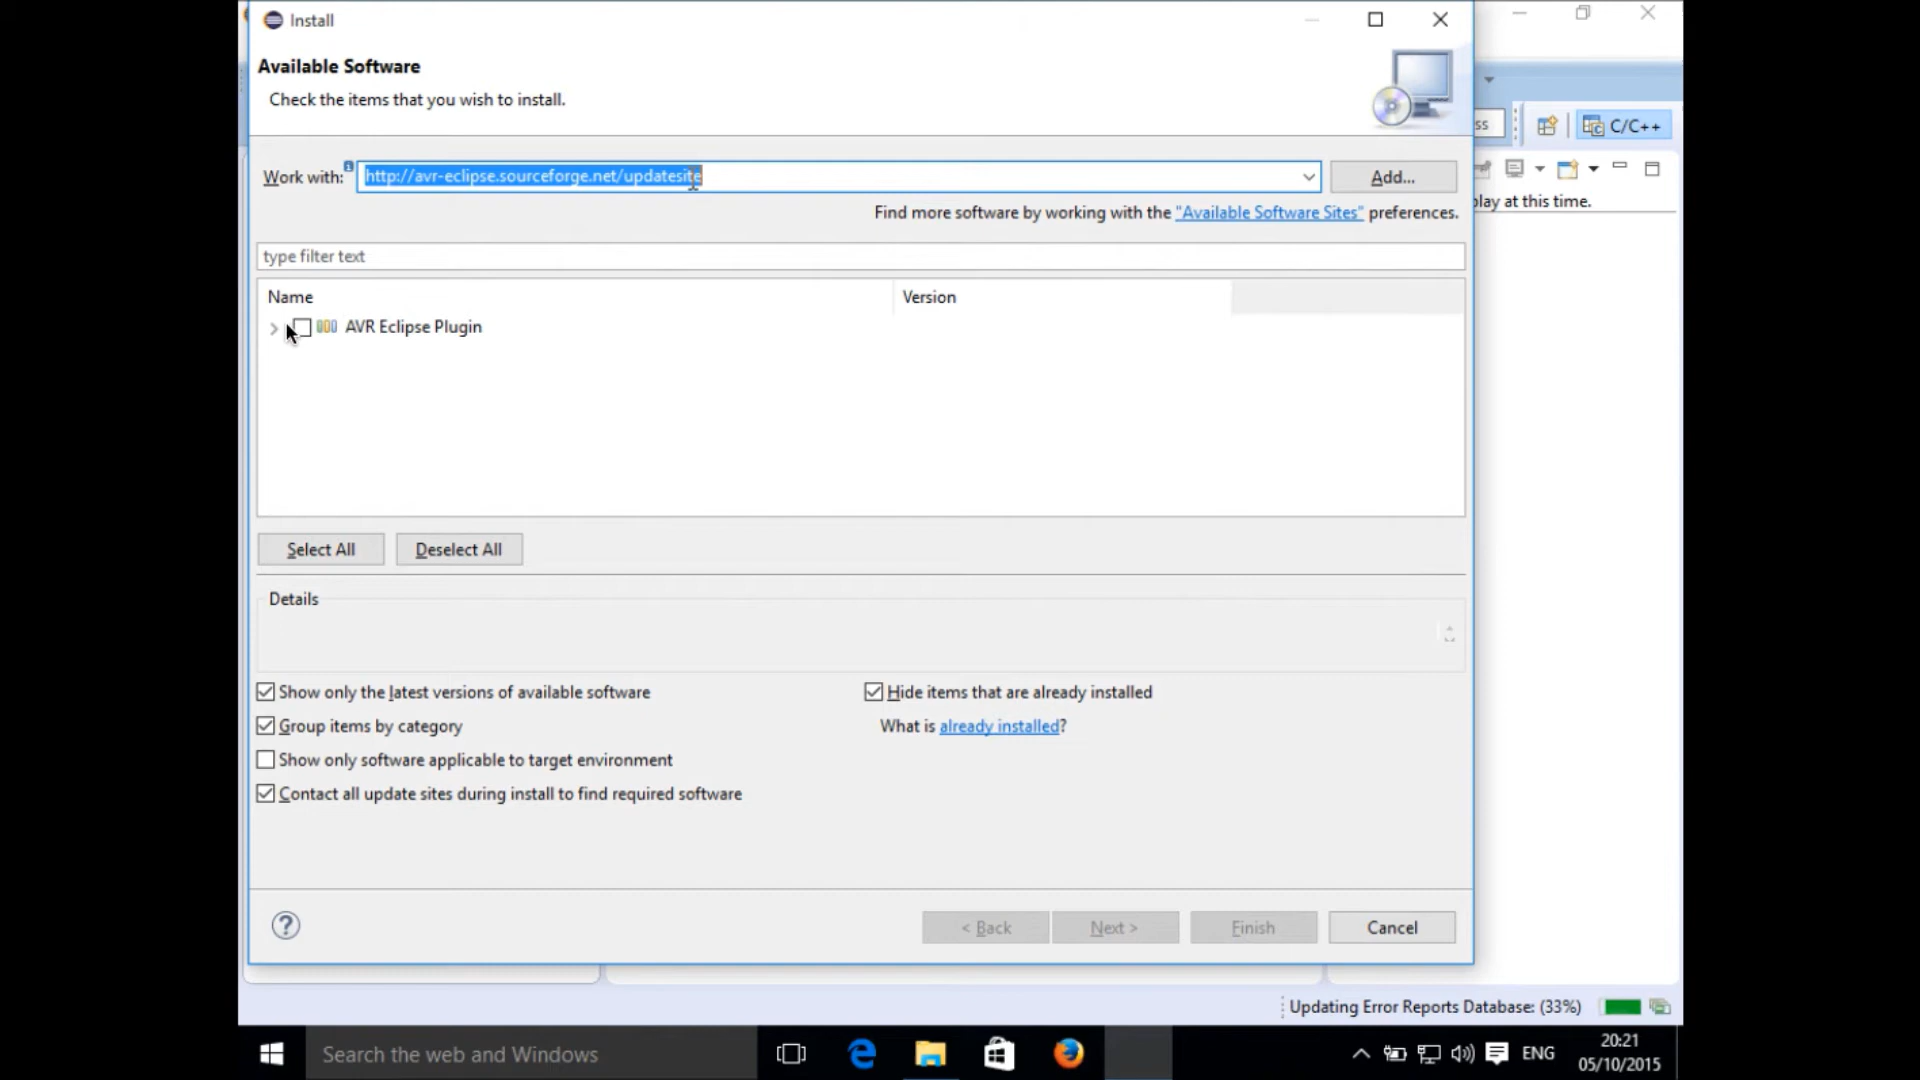 Install
Available Software
Check the items that you wish to install.
Work with: http://avr-eclipse.sourceforge.net/updatesite
Add...
Find more software by working with the "Available Software Sites" preferences.
type filter text
Name Version
AVR Eclipse Plugin
Select All Deselect All
Details
Show only the latest versions of available software
Hide items that are already installed
Group items by category
What is already installed?
Show only software applicable to target environment
Contact all update sites during install to find required software
< Back Next > Finish Cancel
ss
C/C++
play at this time.
Updating Error Reports Database: (33%)
Search the web and Windows
ENG
20:21
05/10/2015